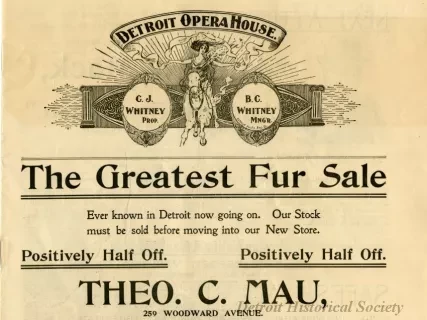 DETROIT OPERA HOUSE.
C. J. WHITNEY PROP.
B. C. WHITNEY MNGR.
The Greatest Fur Sale
Ever known in Detroit now going on. Our Stock
must be sold before moving into our New Store.
Positively Half Off. Positively Half Off.
THEO. C. MAU,
Detroit Historical Society
259 WOODWARD AVENUE.